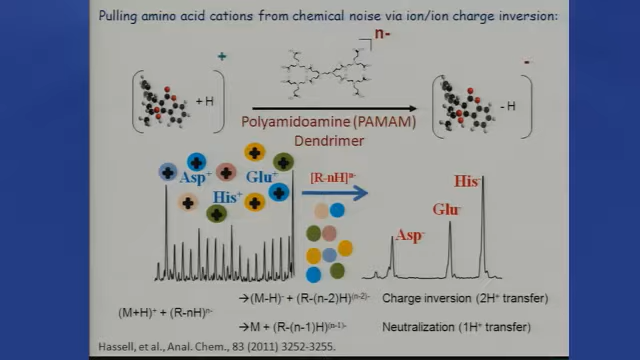 Pulling amino acid cations from chemical noise via ion/ion charge inversion:
n-
+
-
+ H
- H
Polyamidoamine (PAMAM)
Dendrimer
Asp+ Glu+
His+
[R-nH]n-
His-
Glu-
Asp-
(M+H)+ + (R-nH)n-
→(M-H)- + (R-(n-2)H)(n-2)- Charge inversion (2H+ transfer)
→M + (R-(n-1)H)(n-1)- Neutralization (1H+ transfer)
Hassell, et al., Anal. Chem., 83 (2011) 3252-3255.